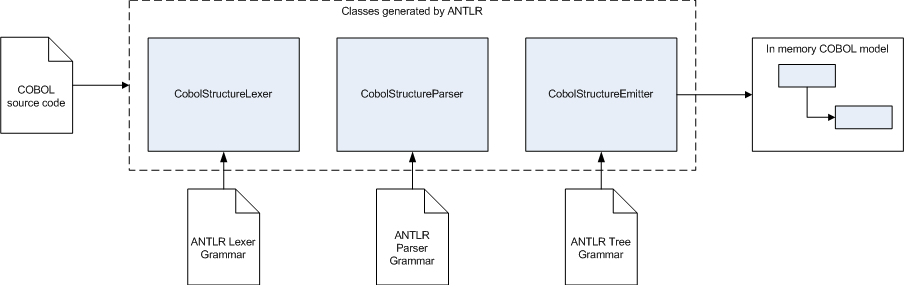 Classes generated by ANTLR
COBOL
source code
CobolStructureLexer
CobolStructureParser
CobolStructureEmitter
In memory COBOL model
ANTLR Lexer
Grammar
ANTLR
Parser
Grammar
ANTLR Tree
Grammar